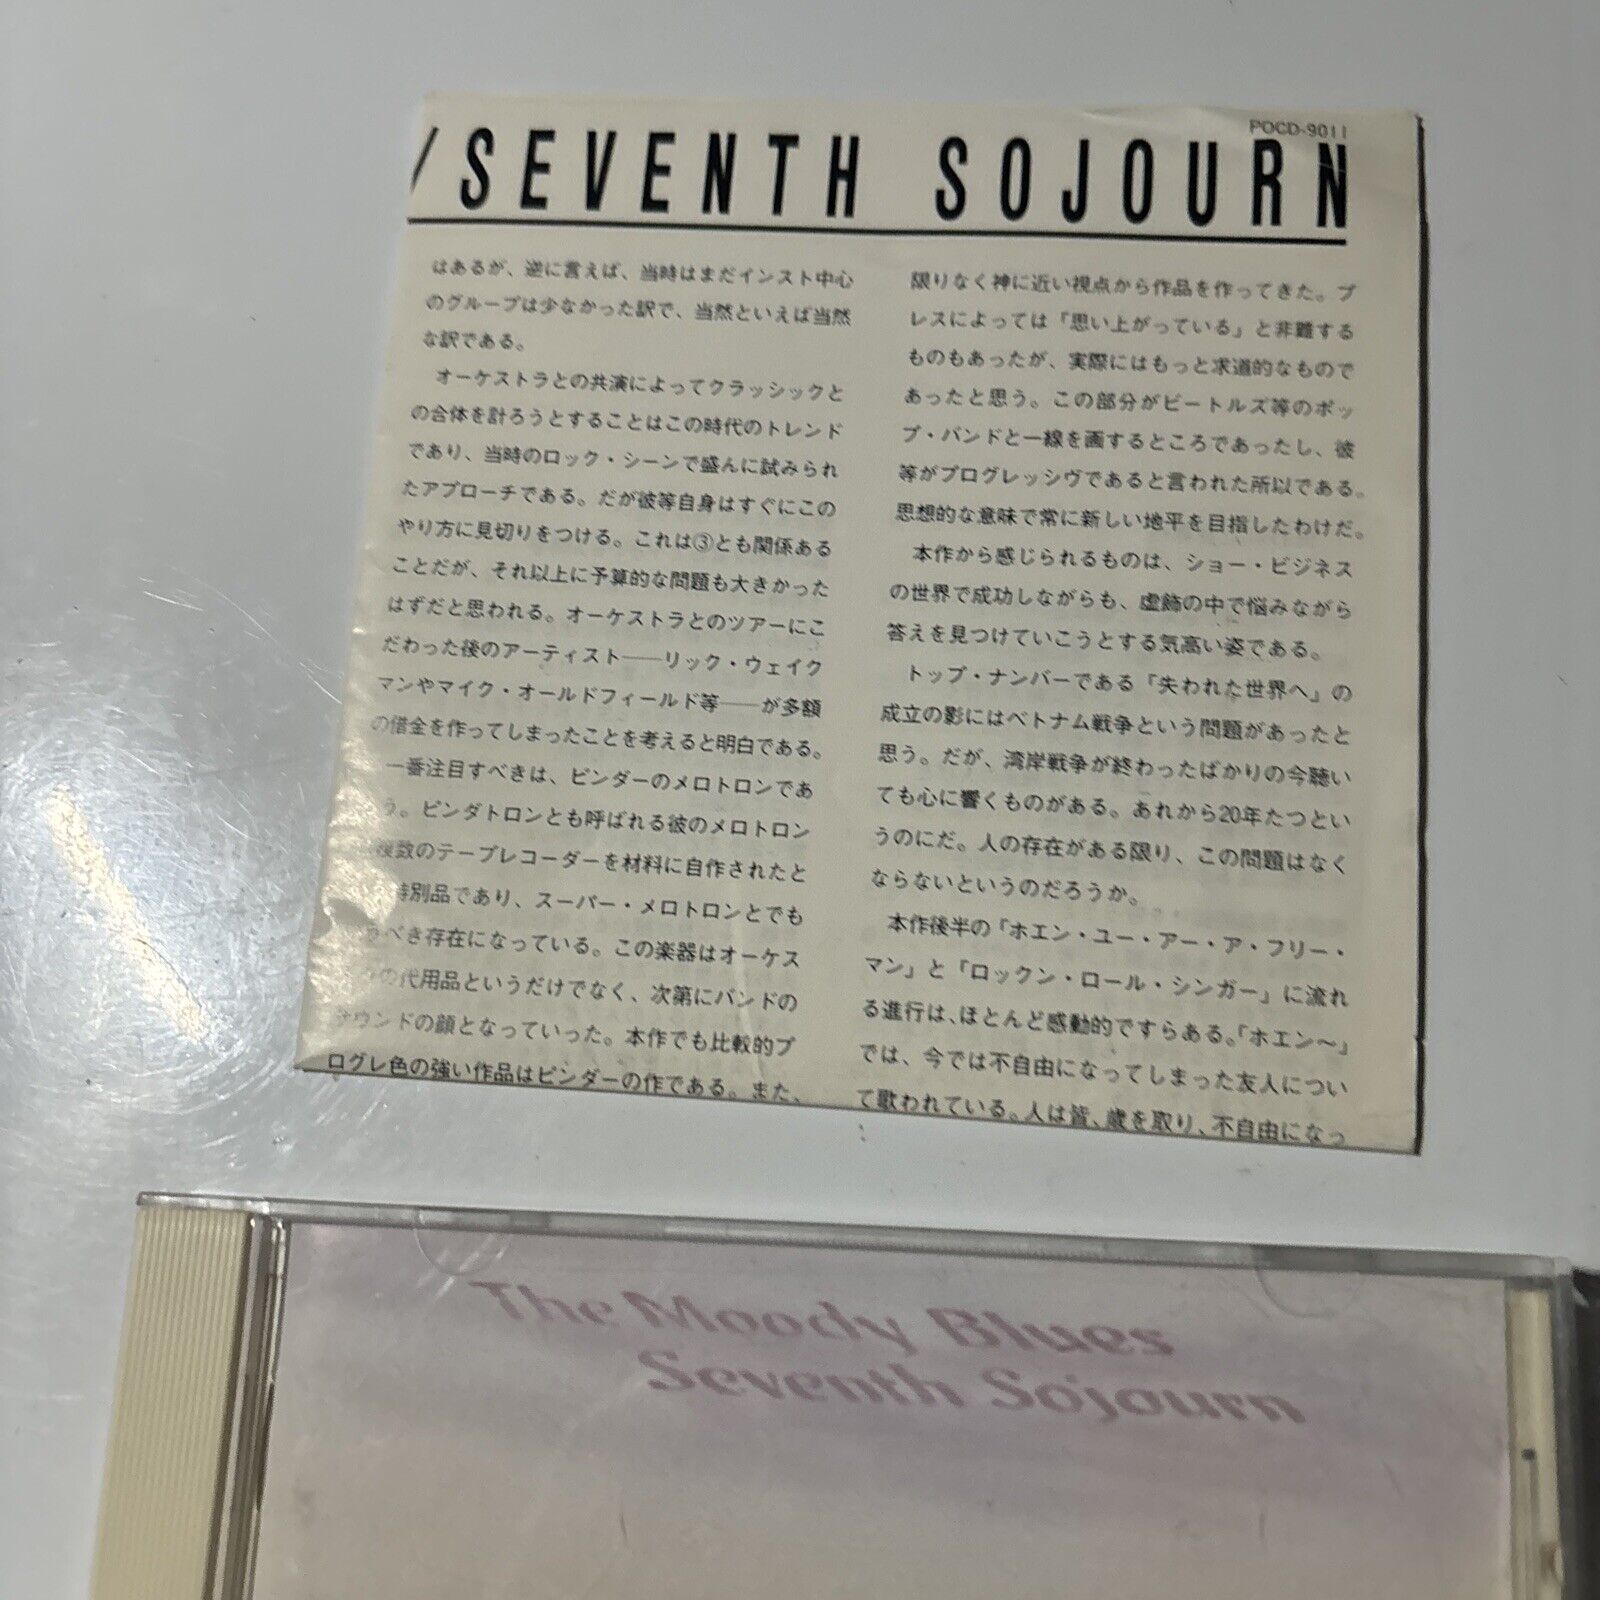 POCD-9011
/SEVENTH SOJOURN
はあるが、逆に言えば、当時はまだインスト中心
のグループは少なかった訳で、当然といえば当然
な訳である。
オーケストラとの共演によってクラッシックと
の合体を計ろうとすることはこの時代のトレンド
であり、当時のロック・シーンで盛んに試みられ
たアプローチである。だが彼等自身はすぐにこの
やり方に見切りをつける。これは③とも関係ある
ことだが、それ以上に予算的な問題も大きかった
はずだと思われる。オーケストラとのツアーにこ
だわった後のアーティスト――リック・ウェイク
マンやマイク・オールドフィールド等――が多額
の借金を作ってしまったことを考えると明白である。
一番注目すべきは、ピンダーのメロトロンであ
う。ピンダトロンとも呼ばれる彼のメロトロン
複数のテープレコーダーを材料に自作されたと
特別品であり、スーパー・メロトロンとでも
べき存在になっている。この楽器はオーケス
の代用品というだけでなく、次第にバンドの
サウンドの顔となっていった。本作でも比較的プ
ログレ色の強い作品はピンダーの作である。また、
限りなく神に近い視点から作品を作ってきた。プ
レスによっては「思い上がっている」と非難する
ものもあったが、実際にはもっと求道的なもので
あったと思う。この部分がビートルズ等のポッ
プ・バンドと一線を画するところであったし、彼
等がプログレッシヴであると言われた所以である。
思想的な意味で常に新しい地平を目指したわけだ。
本作から感じられるものは、ショー・ビジネス
の世界で成功しながらも、虚飾の中で悩みながら
答えを見つけていこうとする気高い姿である。
トップ・ナンバーである「失われた世界へ」の
成立の影にはベトナム戦争という問題があったと
思う。だが、湾岸戦争が終わったばかりの今聴い
ても心に響くものがある。あれから20年たつとい
うのにだ。人の存在がある限り、この問題はなく
ならないというのだろうか。
本作後半の「ホエン・ユー・アー・ア・フリー・
マン」と「ロックン・ロール・シンガー」に流れ
る進行は、ほとんど感動的ですらある。「ホエン〜」
では、今では不自由になってしまった友人につい
て歌われている。人は皆、歳を取り、不自由になっ
The Moody Blues
Seventh Sojourn